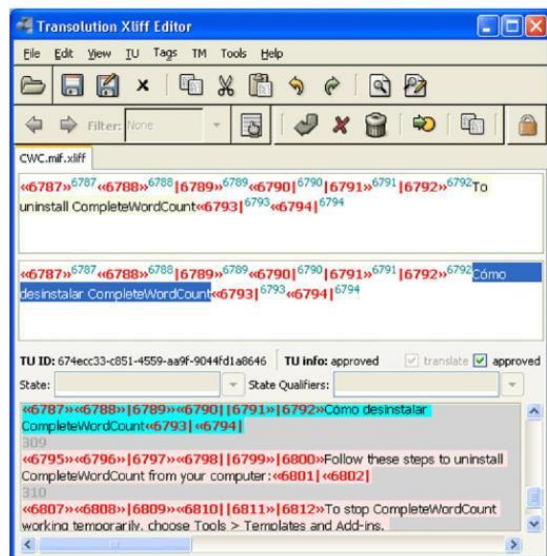 Transolution Xliff Editor
File Edit View TU Tags TM Tools Help
Filter: None
CWC.mif.xliff
«6787»6787«6788»6788|6789»6789«6790|6790|6791»6791|6792»6792To
uninstall CompleteWordCount«6793|6793«6794|6794
«6787»6787«6788»6788|6789»6789«6790|6790|6791»6791|6792»6792Cómo
desinstalar CompleteWordCount«6793|6793«6794|6794
TU ID: 674ecc33-c851-4559-aa9f-9044fd1a8646 TU info: approved translate approved
State: State Qualifiers:
«6787»«6788»|6789»«6790||6791»|6792»Cómo desinstalar
CompleteWordCount«6793|«6794|
309
«6795»«6796»|6797»«6798||6799»|6800»Follow these steps to uninstall
CompleteWordCount from your computer:«6801|«6802|
310
«6807»«6808»|6809»«6810||6811»|6812»To stop CompleteWordCount
working temporarily, choose Tools > Templates and Add-ins.